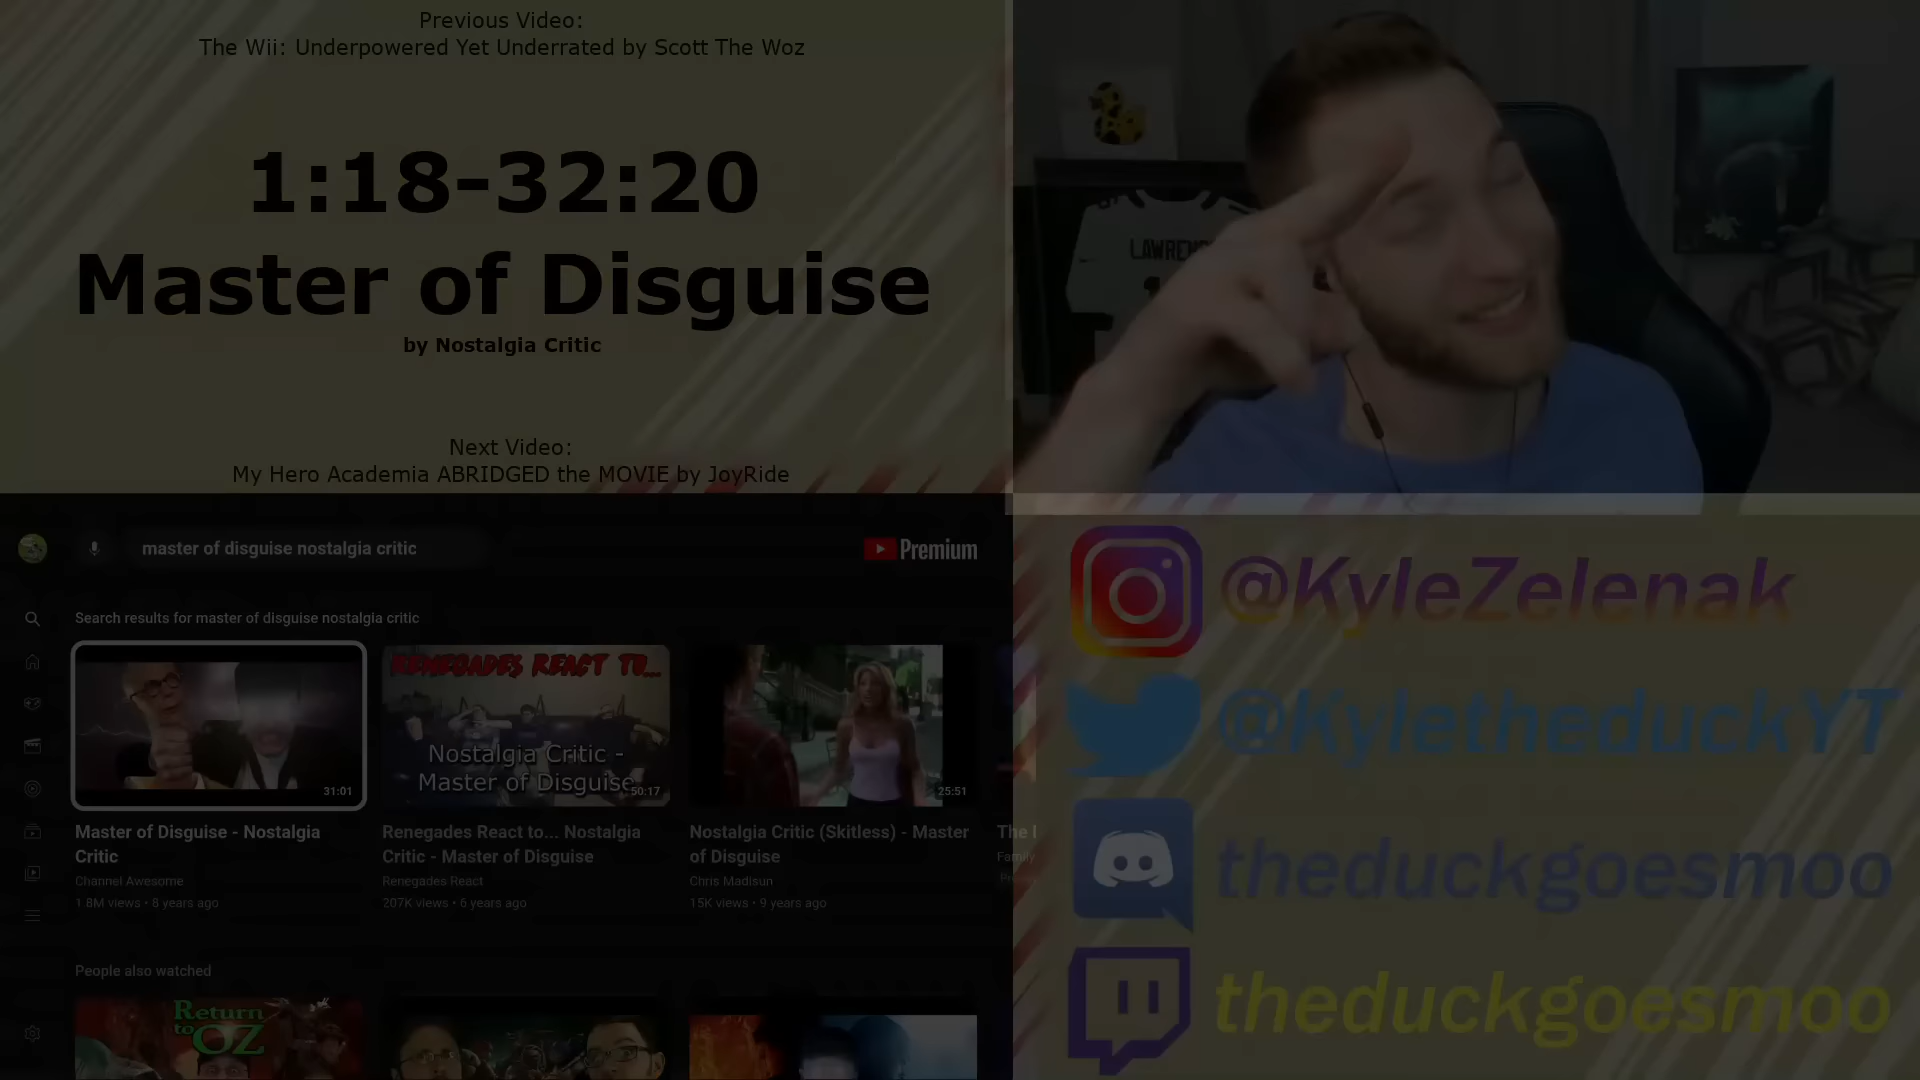 Previous Video:
The Wii: Underpowered Yet Underrated by Scott The Woz
1:18-32:20
Master of Disguise
by Nostalgia Critic
Next Video:
My Hero Academia ABRIDGED the MOVIE by JoyRide
master of disguise nostalgia critic
Premium
Search results for master of disguise nostalgia critic
31:01
Master of Disguise - Nostalgia
Critic
Channel Awesome
1.8M views • 8 years ago
RENEGADES REACT TO...
Nostalgia Critic -
Master of Disguise
50:17
Renegades React to... Nostalgia
Critic - Master of Disguise
Renegades React
207K views • 6 years ago
25:51
Nostalgia Critic (Skitless) - Master
of Disguise
Chris Madisun
15K views • 9 years ago
The
Family
People also watched
Return
to OZ
@KyleZelenak
@KyletheduckYT
theduckgoesmoo
theduckgoesmoo